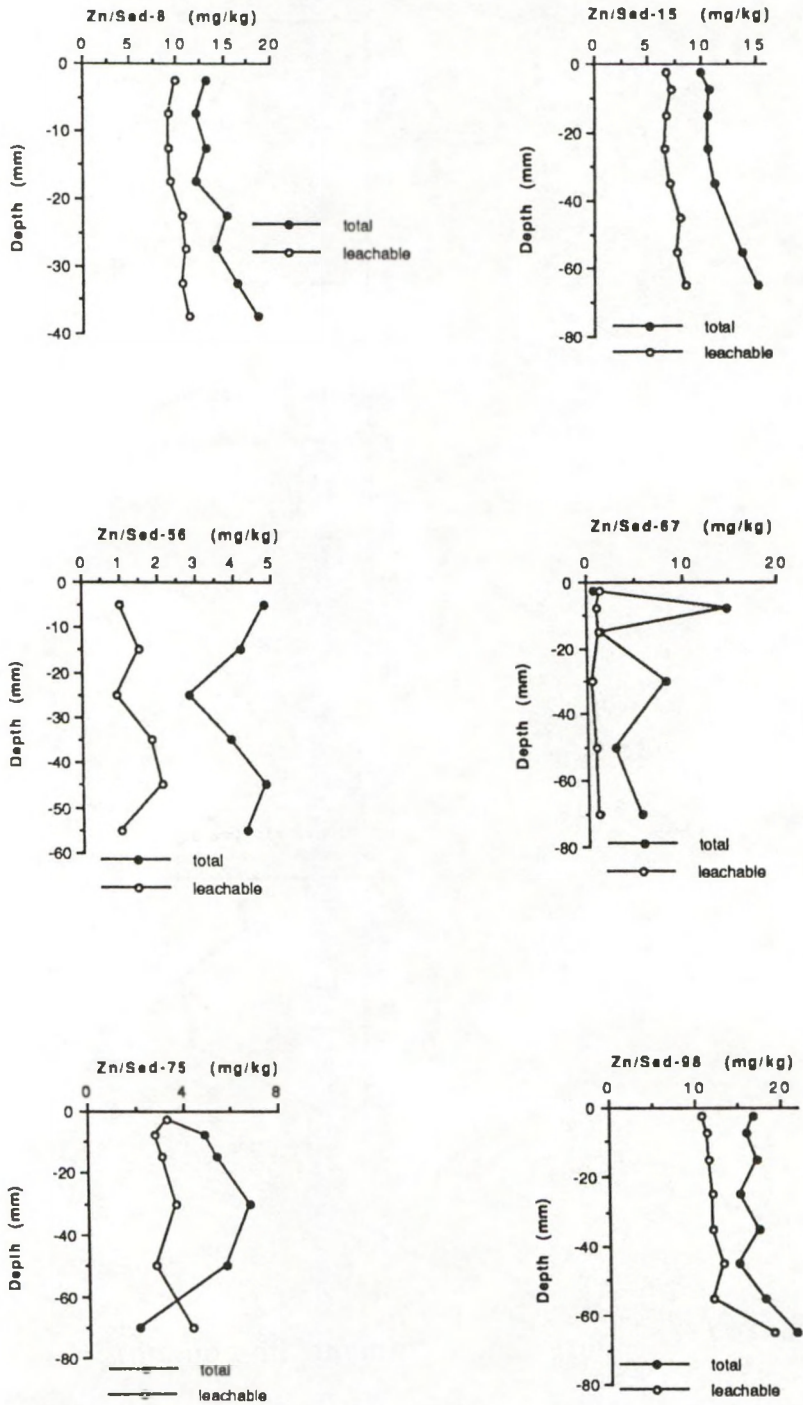 Zn/Sed-8 (mg/kg)
0 5 10 15 20
0
-10
-20
-30
-40
Depth (mm)
total
leachable
Zn/Sed-15 (mg/kg)
0 5 10 15
0
-20
-40
-60
-80
Depth (mm)
total
leachable
Zn/Sed-56 (mg/kg)
0 1 2 3 4 5
0
-10
-20
-30
-40
-50
-60
Depth (mm)
total
leachable
Zn/Sed-67 (mg/kg)
0 10 20
0
-20
-40
-60
-80
Depth (mm)
total
leachable
Zn/Sed-75 (mg/kg)
0 4 8
0
-20
-40
-60
-80
Depth (mm)
total
leachable
Zn/Sed-98 (mg/kg)
0 10 20
0
-20
-40
-60
-80
Depth (mm)
total
leachable